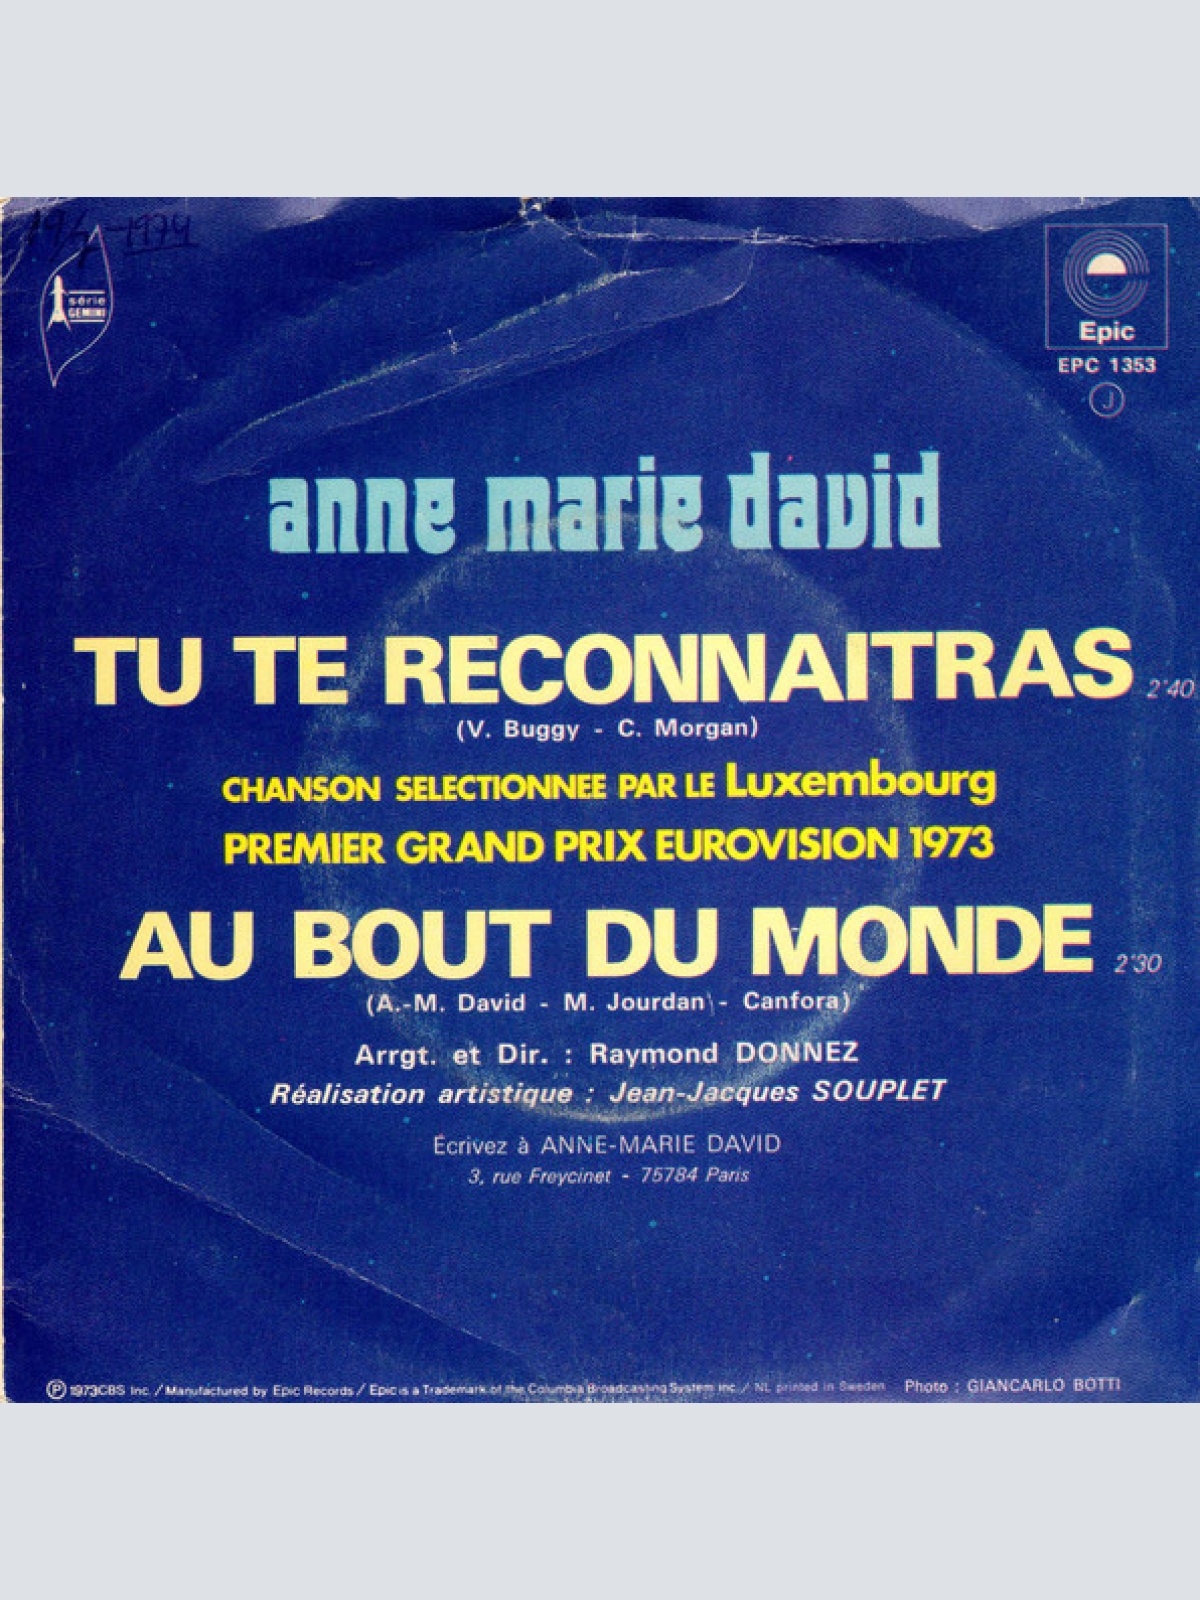 1974
série
GEMINI
Epic
EPC 1353
J
anne marie david
TU TE RECONNAITRAS 2'40
(V. Buggy - C. Morgan)
CHANSON SELECTIONNEE PAR LE Luxembourg
PREMIER GRAND PRIX EUROVISION 1973
AU BOUT DU MONDE 2'30
(A.-M. David - M. Jourdan - Canfora)
Arrgt. et Dir. : Raymond DONNEZ
Réalisation artistique : Jean-Jacques SOUPLET
Écrivez à ANNE-MARIE DAVID
3, rue Freycinet - 75784 Paris
Ⓟ 1973 CBS Inc. / Manufactured by Epic Records / Epic is a Trademark of the Columbia Broadcasting System inc. / NL printed in Sweden Photo : GIANCARLO BOTTI